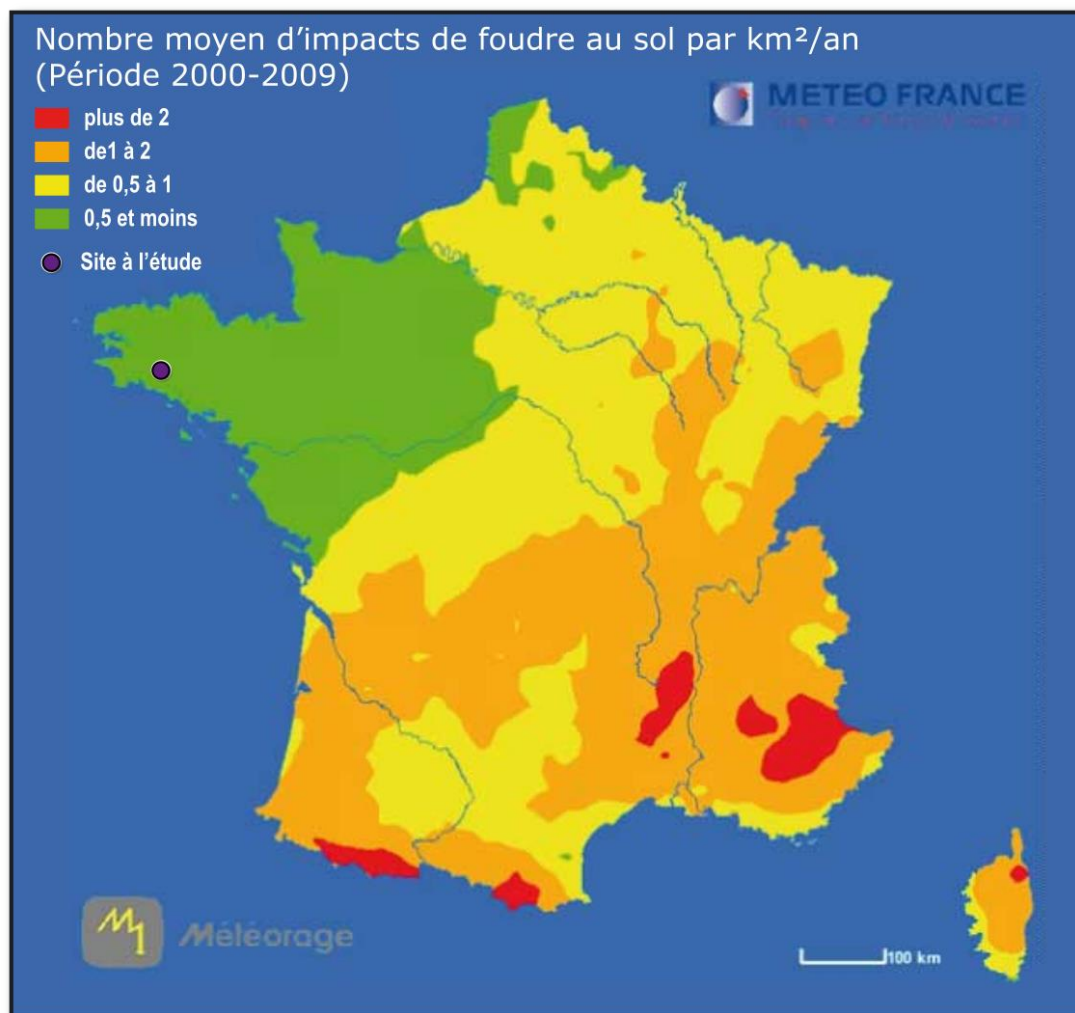 Nombre moyen d’impacts de foudre au sol par km²/an
(Période 2000-2009)
METEO FRANCE
plus de 2
de1 à 2
de 0,5 à 1
0,5 et moins
Site à l’étude
Météorage
100 km